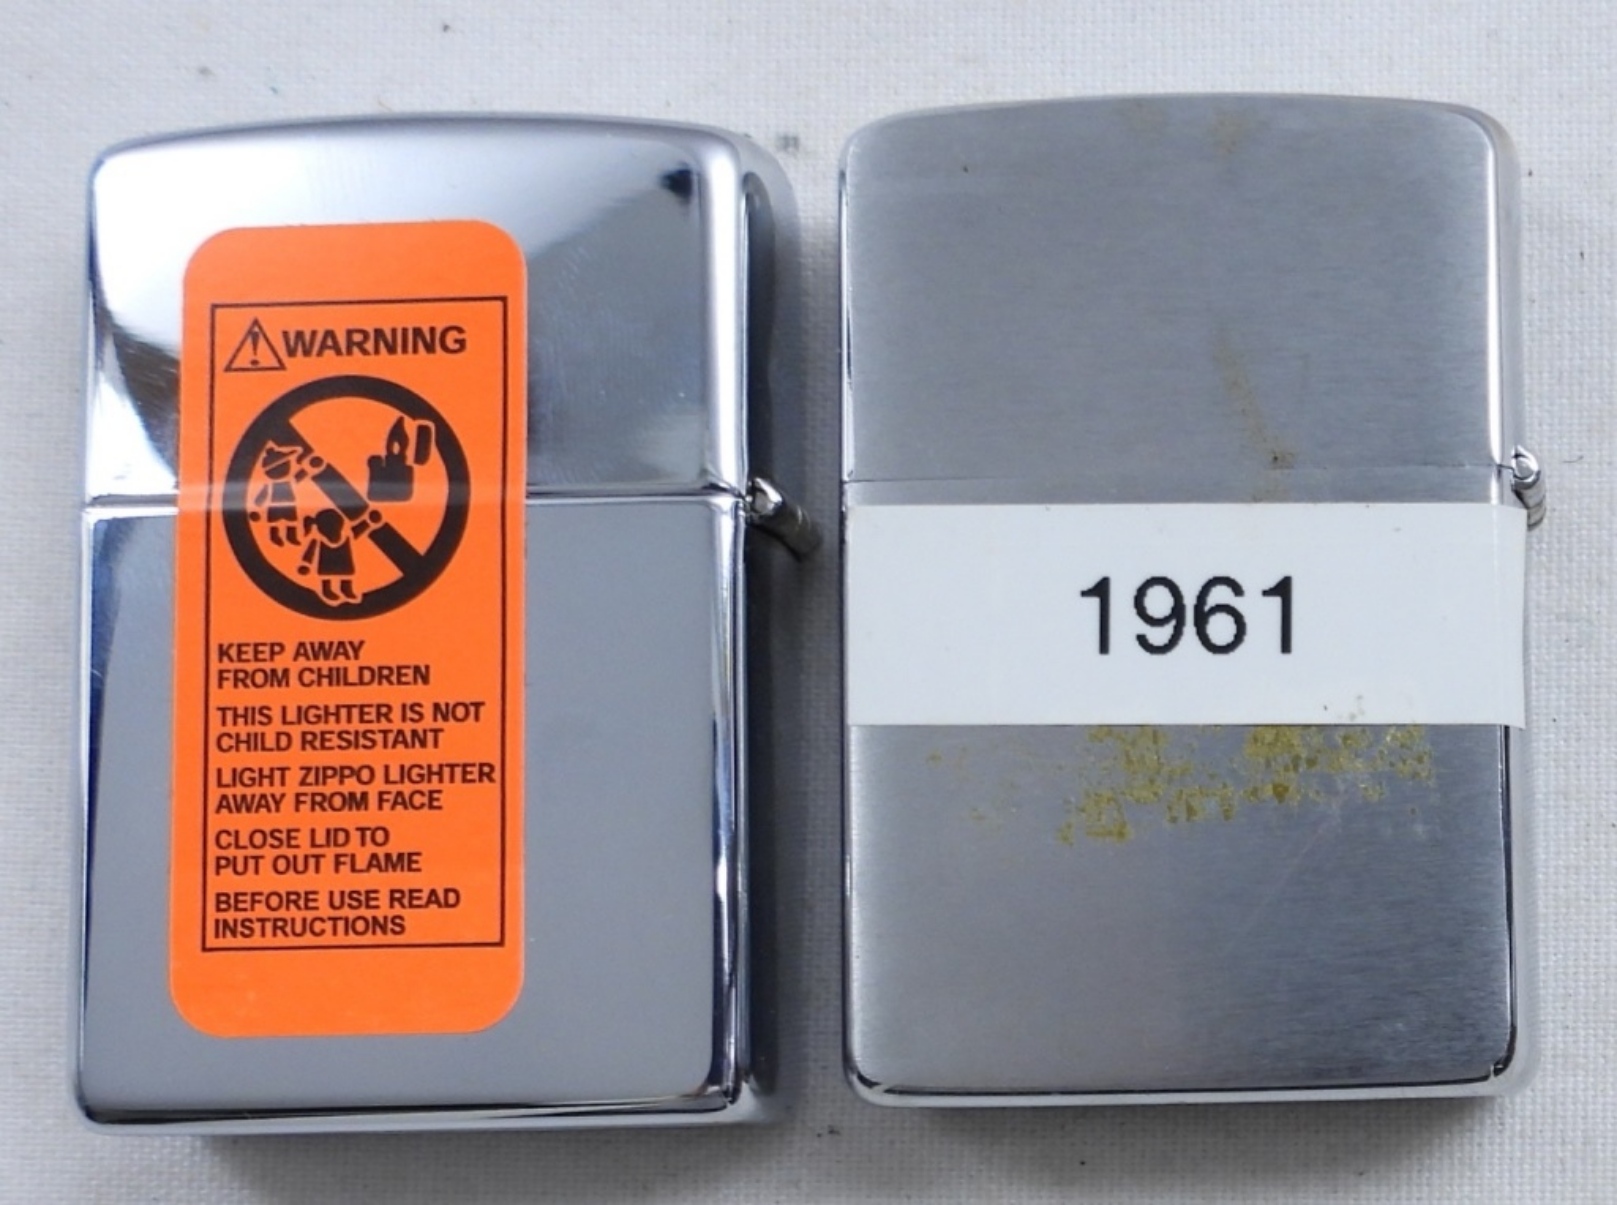 WARNING
KEEP AWAY
FROM CHILDREN
THIS LIGHTER IS NOT
CHILD RESISTANT
LIGHT ZIPPO LIGHTER
AWAY FROM FACE
CLOSE LID TO
PUT OUT FLAME
BEFORE USE READ
INSTRUCTIONS
1961